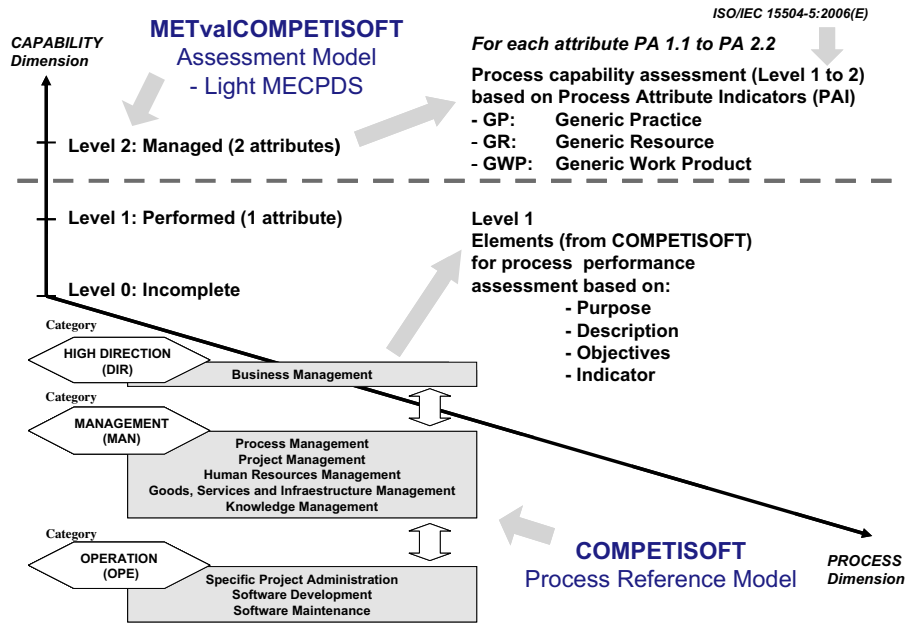 ISO/IEC 15504-5:2006(E)
CAPABILITY
Dimension
METvalCOMPETISOFT
Assessment Model
- Light MECPDS
For each attribute PA 1.1 to PA 2.2
Process capability assessment (Level 1 to 2)
based on Process Attribute Indicators (PAI)
- GP: Generic Practice
- GR: Generic Resource
- GWP: Generic Work Product
Level 2: Managed (2 attributes)
Level 1: Performed (1 attribute)
Level 0: Incomplete
Level 1
Elements (from COMPETISOFT)
for process performance
assessment based on:
- Purpose
- Description
- Objectives
- Indicator
Category
HIGH DIRECTION
(DIR)
Business Management
Category
MANAGEMENT
(MAN)
Process Management
Project Management
Human Resources Management
Goods, Services and Infraestructure Management
Knowledge Management
Category
OPERATION
(OPE)
Specific Project Administration
Software Development
Software Maintenance
COMPETISOFT
Process Reference Model
PROCESS
Dimension